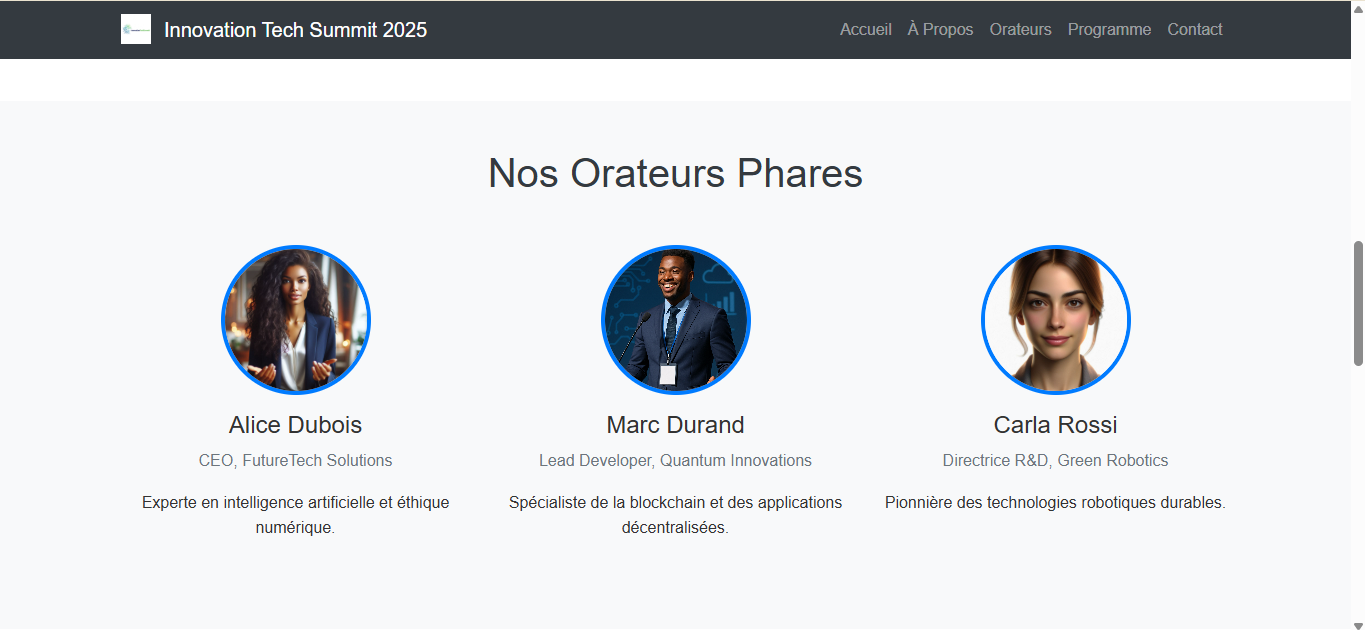 Innovation Tech Summit 2025
Accueil À Propos Orateurs Programme Contact
Nos Orateurs Phares
Alice Dubois
CEO, FutureTech Solutions
Experte en intelligence artificielle et éthique
numérique.
Marc Durand
Lead Developer, Quantum Innovations
Spécialiste de la blockchain et des applications
décentralisées.
Carla Rossi
Directrice R&D, Green Robotics
Pionnière des technologies robotiques durables.